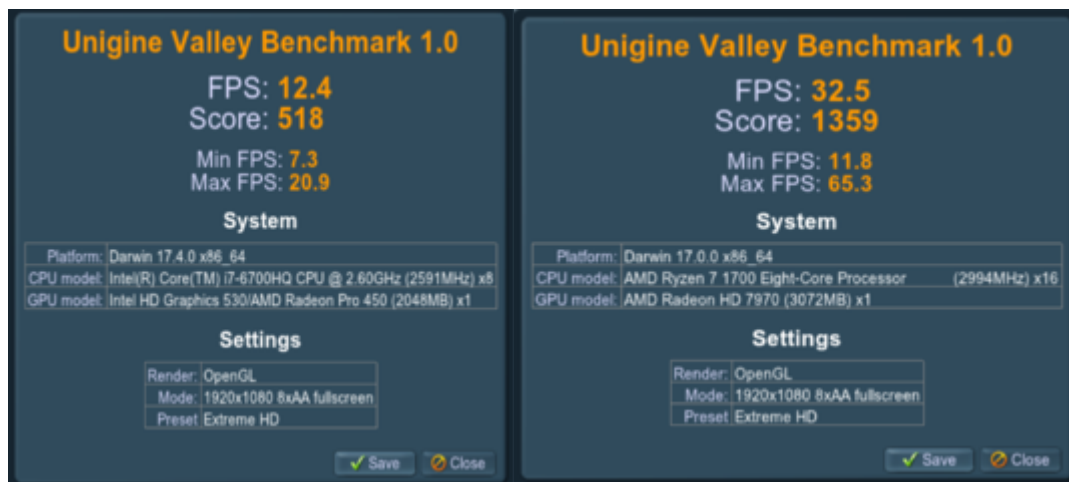 Unigine Valley Benchmark 1.0
FPS: 12.4
Score: 518
Min FPS: 7.3
Max FPS: 20.9
System
Platform: Darwin 17.4.0 x86_64
CPU model: Intel(R) Core(TM) i7-6700HQ CPU @ 2.60GHz (2591MHz) x8
GPU model: Intel HD Graphics 530/AMD Radeon Pro 450 (2048MB) x1
Settings
Render: OpenGL
Mode: 1920x1080 8xAA fullscreen
Preset Extreme HD
Save Close
Unigine Valley Benchmark 1.0
FPS: 32.5
Score: 1359
Min FPS: 11.8
Max FPS: 65.3
System
Platform: Darwin 17.0.0 x86_64
CPU model: AMD Ryzen 7 1700 Eight-Core Processor (2994MHz) x16
GPU model: AMD Radeon HD 7970 (3072MB) x1
Settings
Render: OpenGL
Mode: 1920x1080 8xAA fullscreen
Preset Extreme HD
Save Close